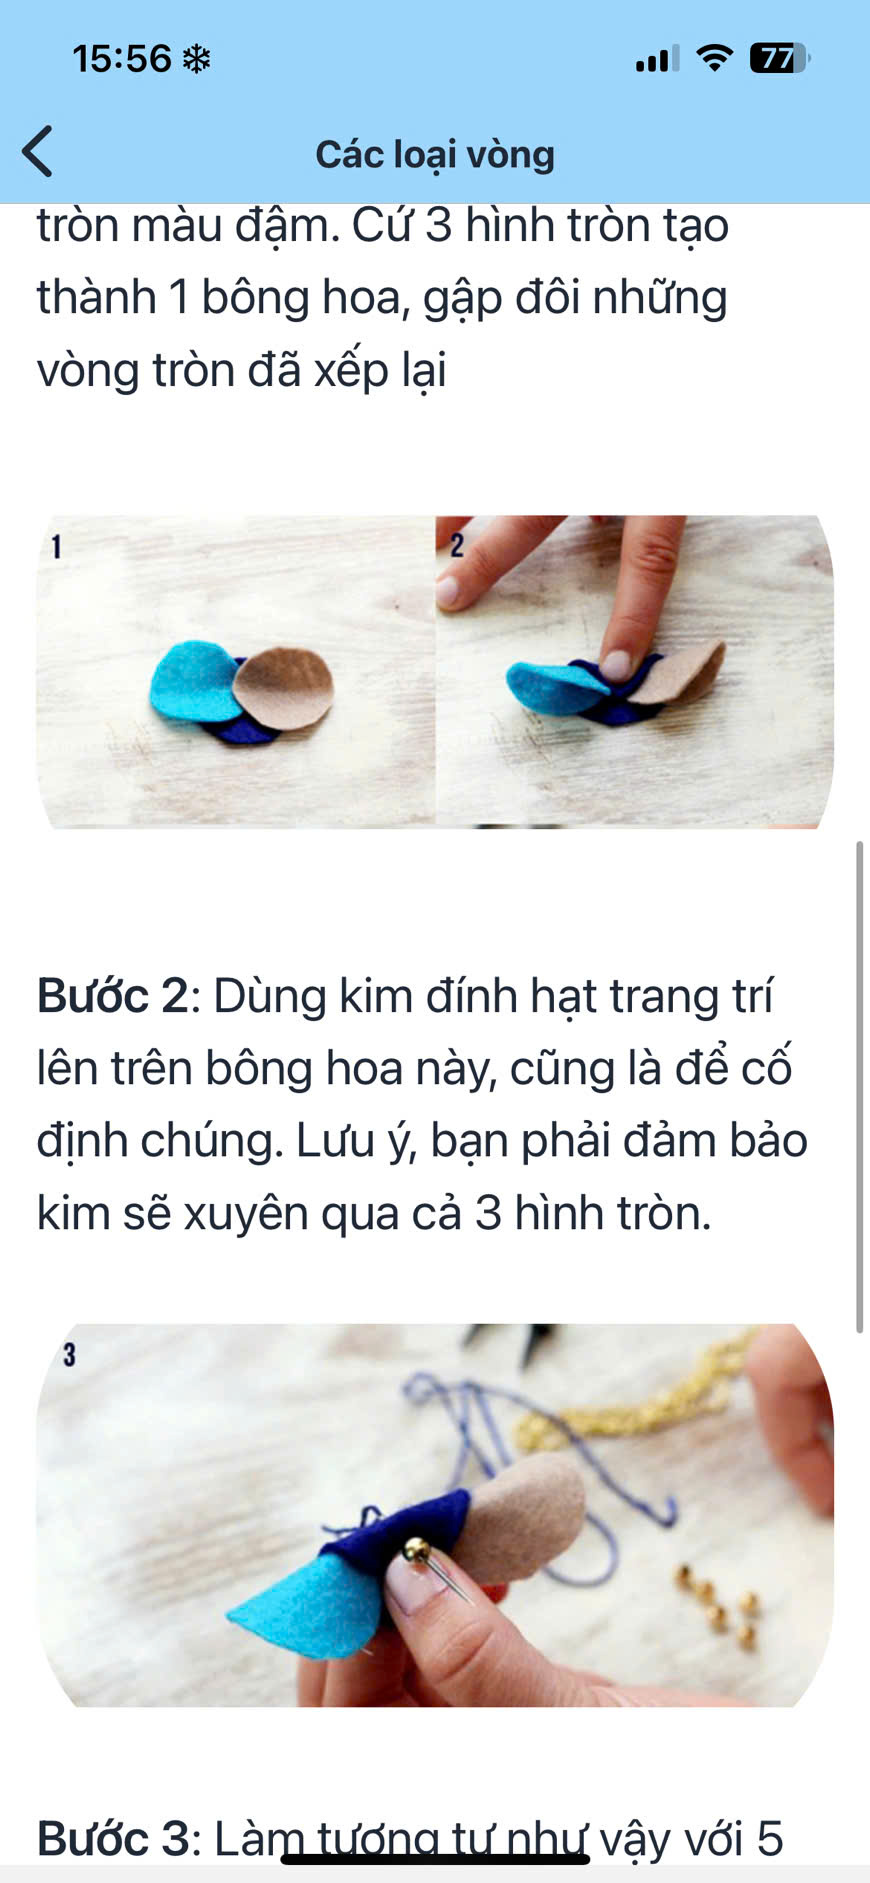 15:56
77
Các loại vòng
tròn màu đậm. Cứ 3 hình tròn tạo
thành 1 bông hoa, gập đôi những
vòng tròn đã xếp lại
1
2
Bước 2: Dùng kim đính hạt trang trí
lên trên bông hoa này, cũng là để cố
định chúng. Lưu ý, bạn phải đảm bảo
kim sẽ xuyên qua cả 3 hình tròn.
3
Bước 3: Làm tương tự như vậy với 5